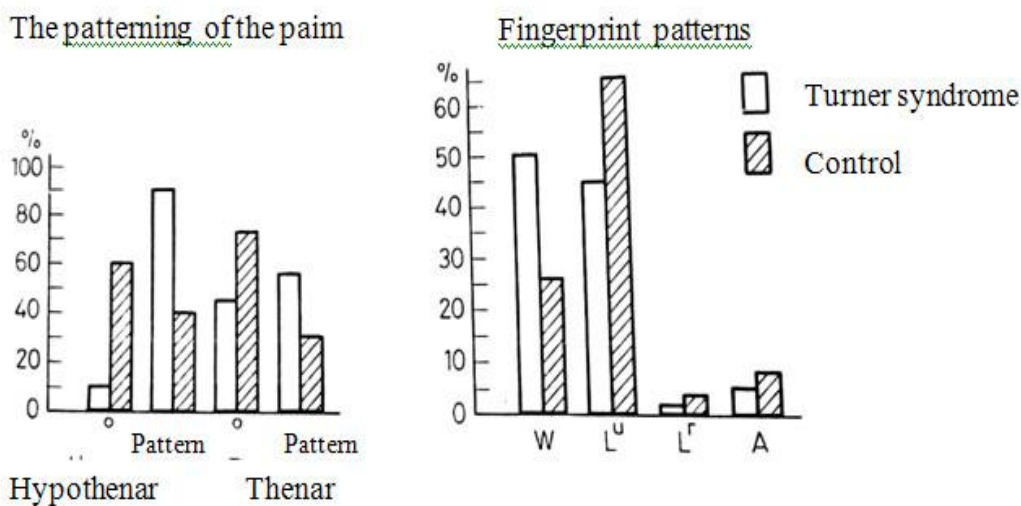 The patterning of the paim
Fingerprint patterns
%
100
80
60
40
20
0
o
Pattern
o
Pattern
Hypothenar
Thenar
%
60
50
40
30
20
10
0
W
Lᵘ
Lʳ
A
Turner syndrome
Control